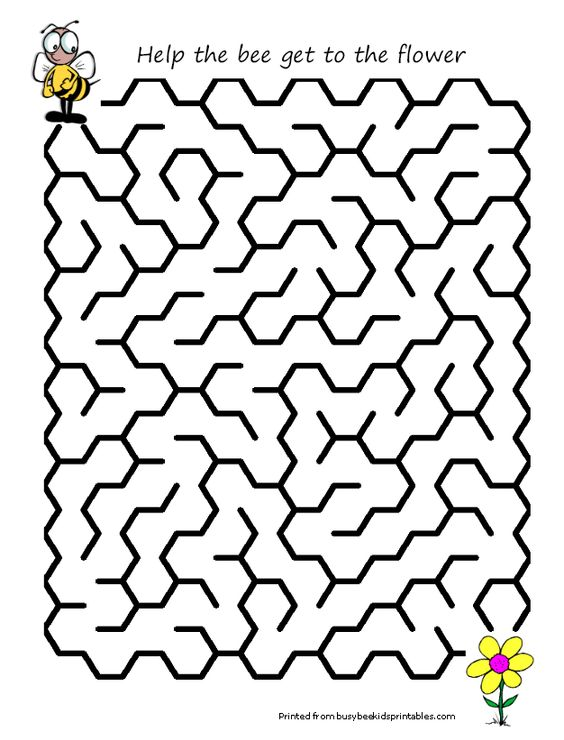 Help the bee get to the flower
Printed from busybeekidsprintables.com